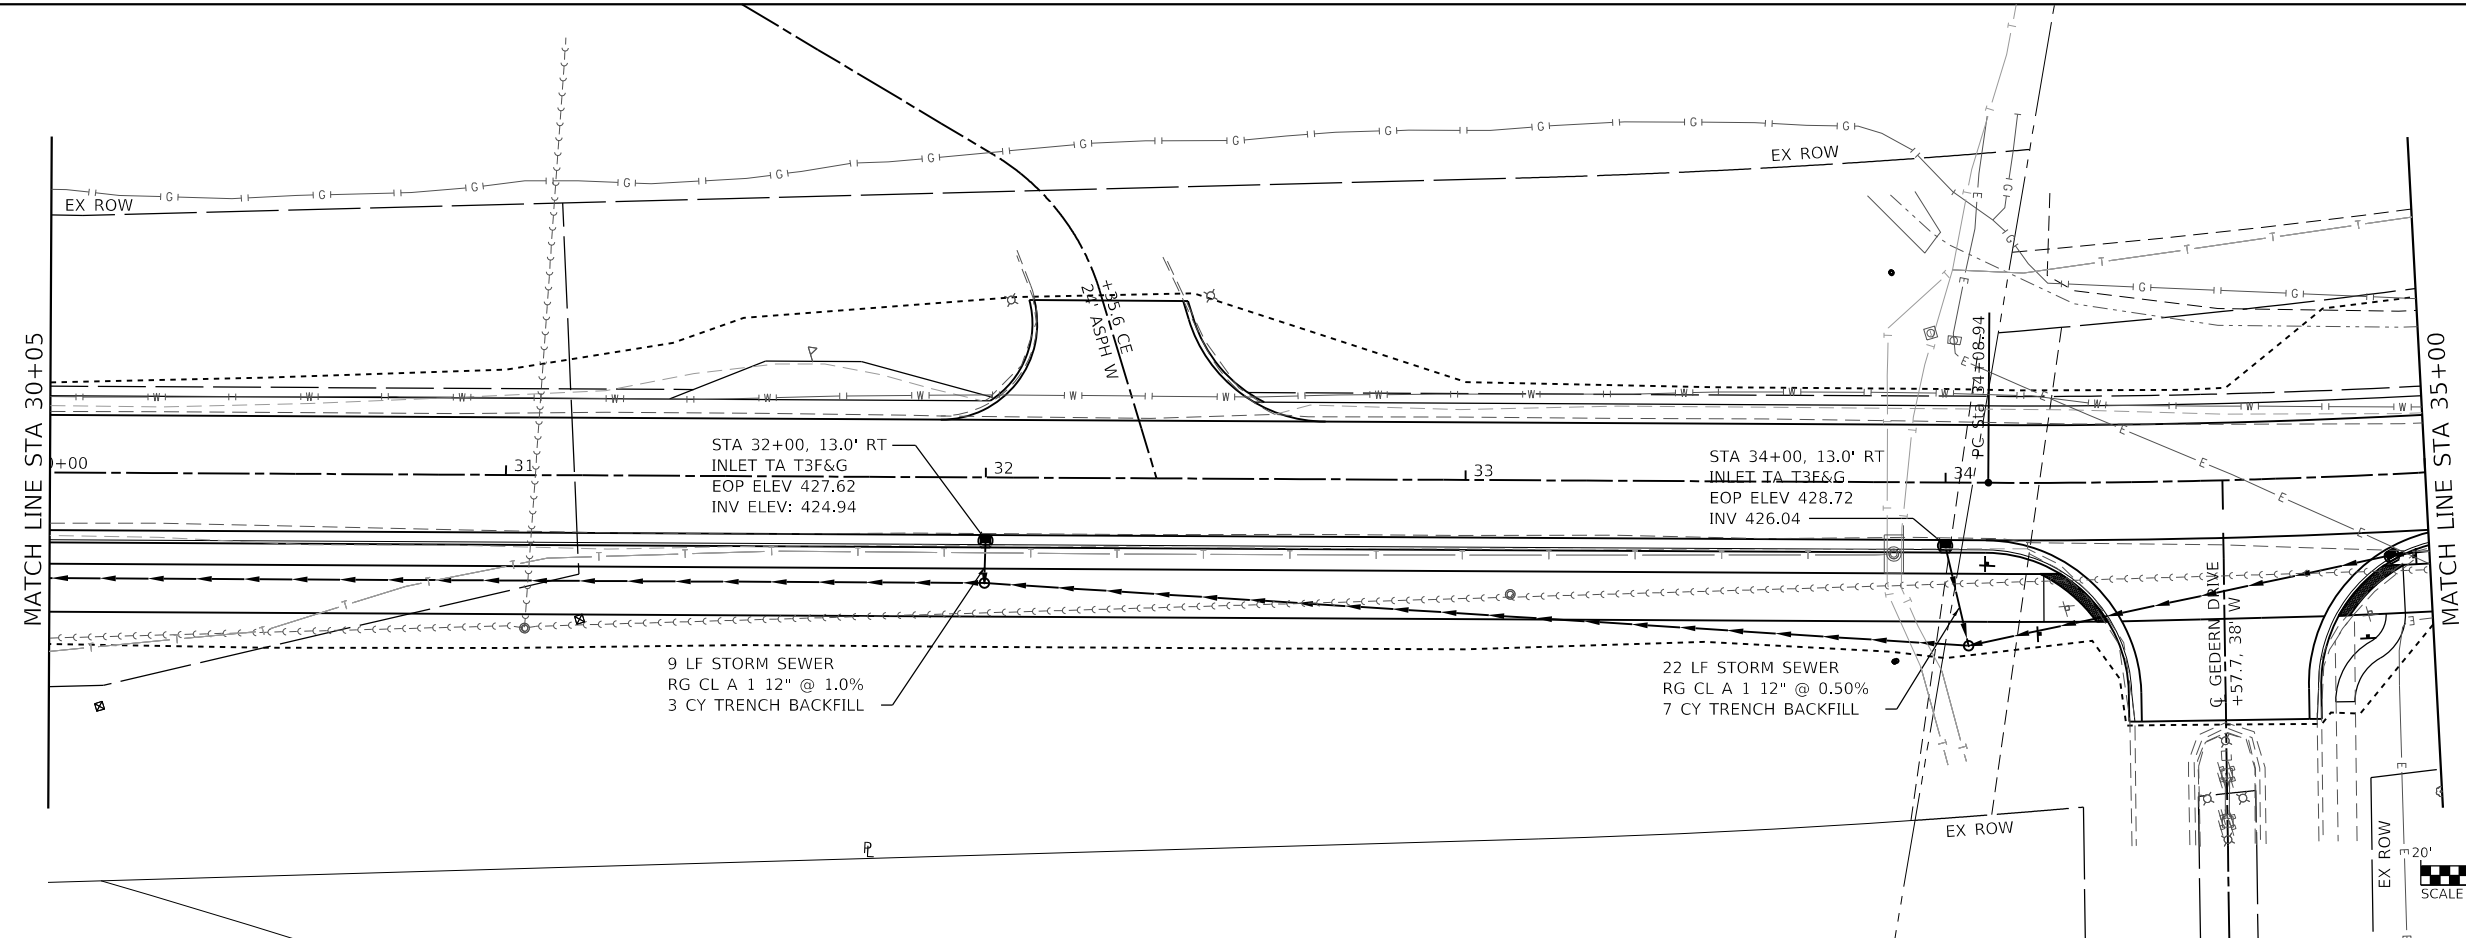 EX ROW
EX ROW
MATCH LINE STA 30+05
+35.6 CE
ASPH W
0+00
31
32
33
34
PC Sta 34+08.94
STA 32+00, 13.0' RT
INLET TA T3F&G
EOP ELEV 427.62
INV ELEV: 424.94
STA 34+00, 13.0' RT
INLET TA T3F&G
EOP ELEV 428.72
INV 426.04
MATCH LINE STA 35+00
9 LF STORM SEWER
RG CL A 1 12" @ 1.0%
3 CY TRENCH BACKFILL
22 LF STORM SEWER
RG CL A 1 12" @ 0.50%
7 CY TRENCH BACKFILL
GEDERN DRIVE
+57.7, 38' W
PL
EX ROW
EX ROW
20'
SCALE